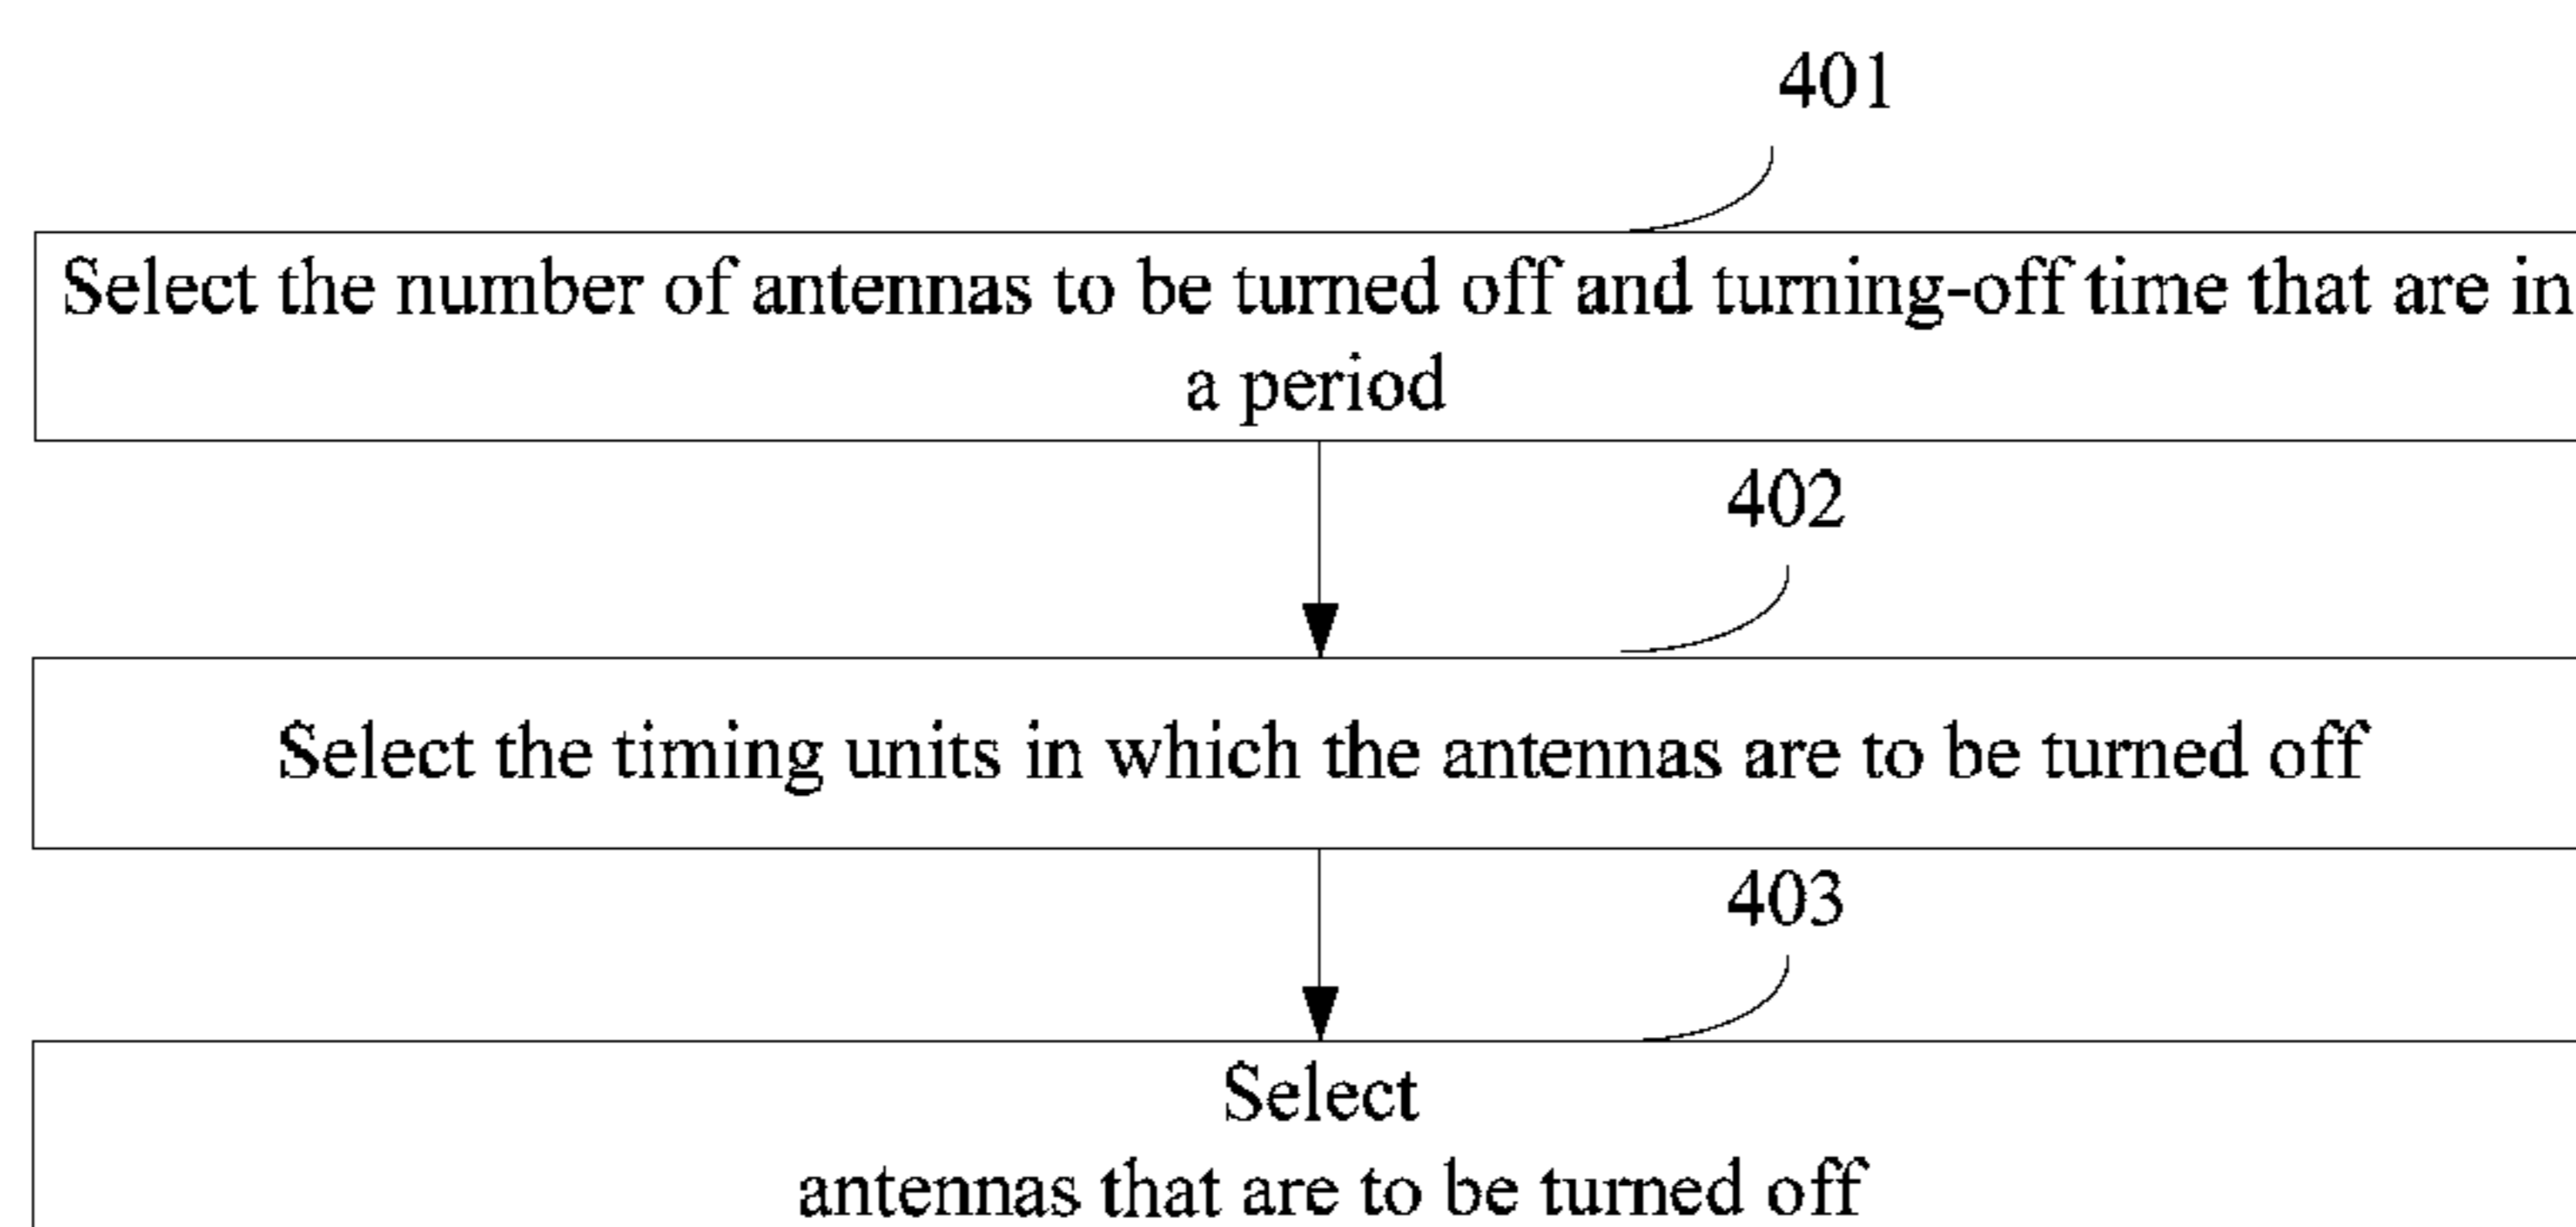 401
Select the number of antennas to be turned off and turning-off time that are in
a period
402
Select the timing units in which the antennas are to be turned off
403
Select
antennas that are to be turned off